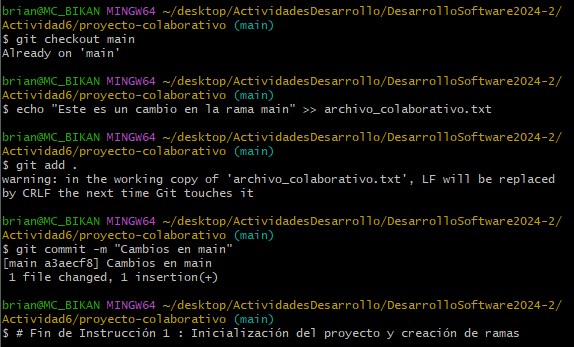 brian@MC_BIKAN MINGW64 ~/desktop/ActividadesDesarrollo/DesarrolloSoftware2024-2/
Actividad6/proyecto-colaborativo (main)
$ git checkout main
Already on 'main'
brian@MC_BIKAN MINGW64 ~/desktop/ActividadesDesarrollo/DesarrolloSoftware2024-2/
Actividad6/proyecto-colaborativo (main)
$ echo "Este es un cambio en la rama main" >> archivo_colaborativo.txt
brian@MC_BIKAN MINGW64 ~/desktop/ActividadesDesarrollo/DesarrolloSoftware2024-2/
Actividad6/proyecto-colaborativo (main)
$ git add .
warning: in the working copy of 'archivo_colaborativo.txt', LF will be replaced
by CRLF the next time Git touches it
brian@MC_BIKAN MINGW64 ~/desktop/ActividadesDesarrollo/DesarrolloSoftware2024-2/
Actividad6/proyecto-colaborativo (main)
$ git commit -m "Cambios en main"
[main a3aecf8] Cambios en main
 1 file changed, 1 insertion(+)
brian@MC_BIKAN MINGW64 ~/desktop/ActividadesDesarrollo/DesarrolloSoftware2024-2/
Actividad6/proyecto-colaborativo (main)
$ # Fin de Instrucción 1 : Inicialización del proyecto y creación de ramas